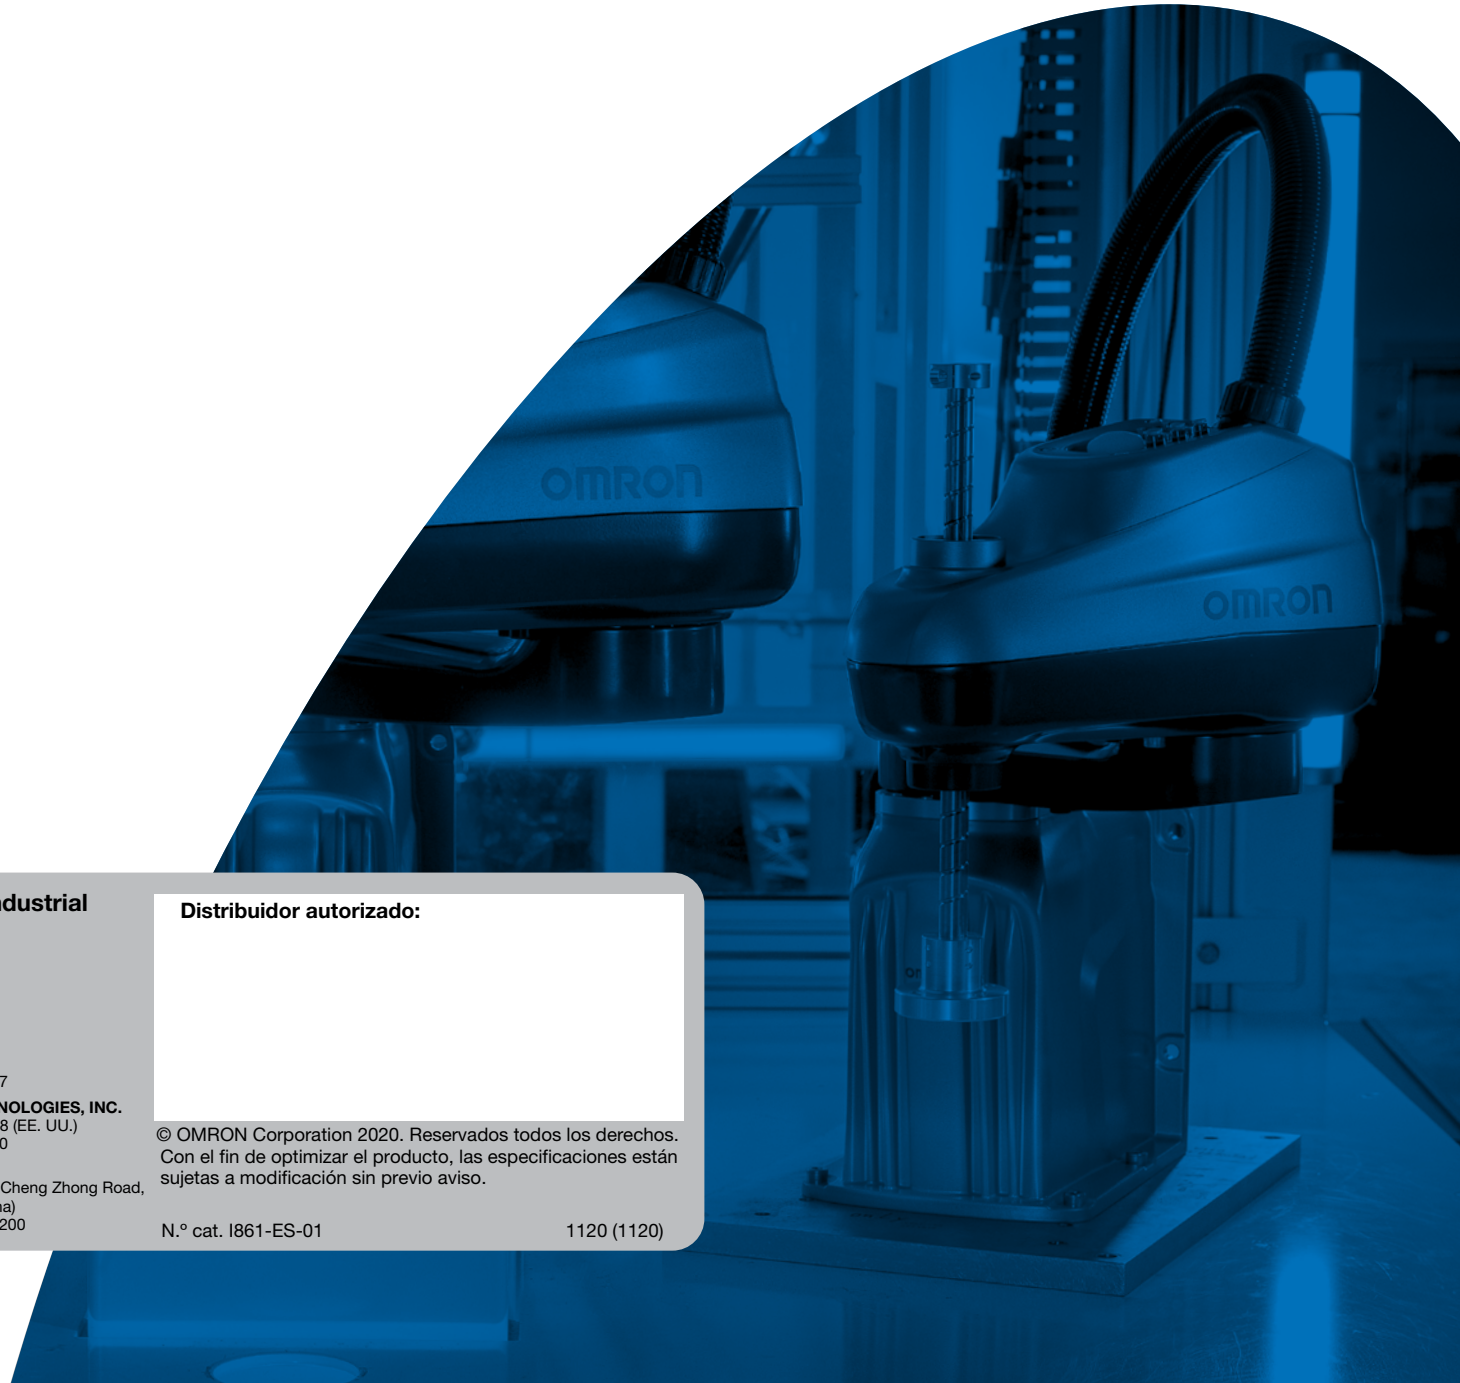 OMRON
OMRON
ndustrial
7
NOLOGIES, INC.
8 (EE. UU.)
0
Cheng Zhong Road,
na)
200
Distribuidor autorizado:
© OMRON Corporation 2020. Reservados todos los derechos.
Con el fin de optimizar el producto, las especificaciones están
sujetas a modificación sin previo aviso.
N.º cat. I861-ES-01
1120 (1120)